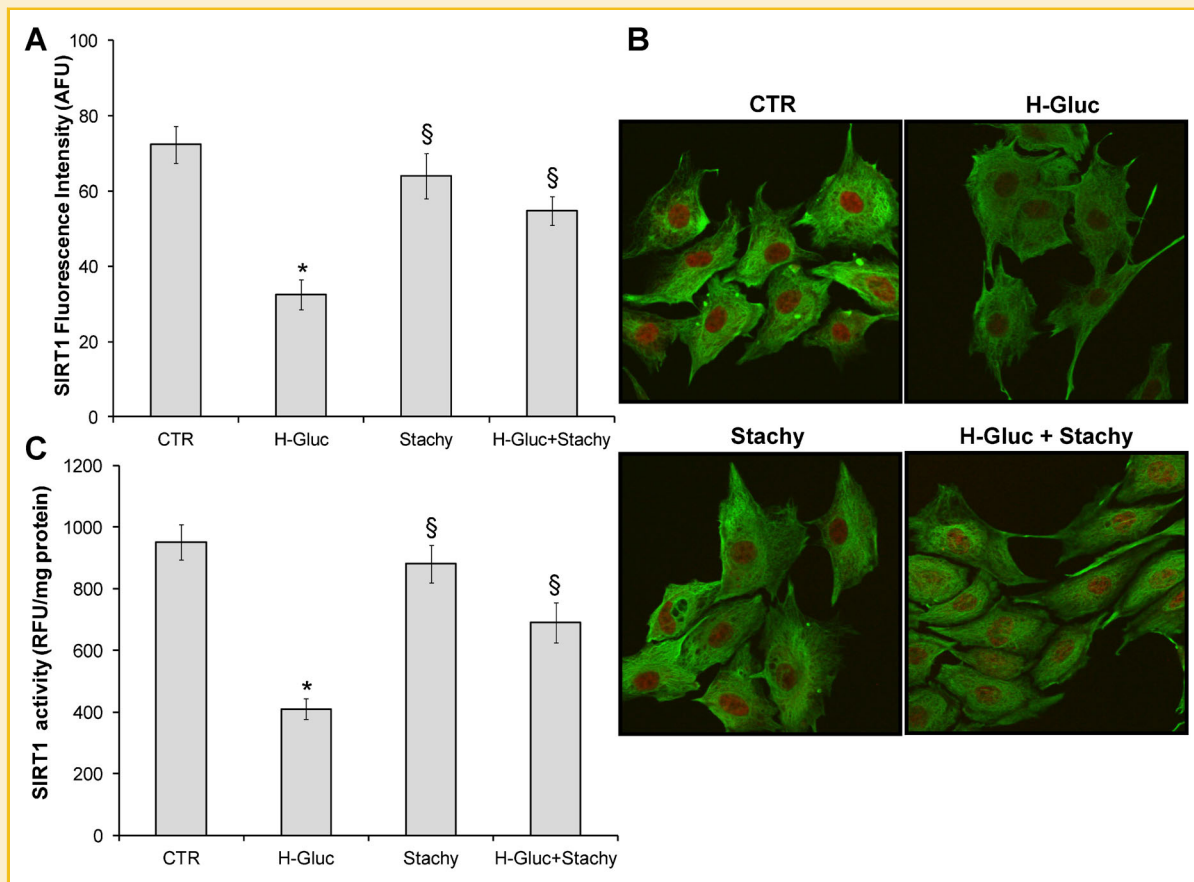 A
SIRT1 Fluorescence Intensity (AFU)
100
80
60
40
20
0
*
§
§
CTR
H-Gluc
Stachy
H-Gluc+Stachy
B
CTR
H-Gluc
Stachy
H-Gluc + Stachy
C
SIRT1 activity (RFU/mg protein)
1200
1000
800
600
400
200
0
*
§
§
CTR
H-Gluc
Stachy
H-Gluc+Stachy